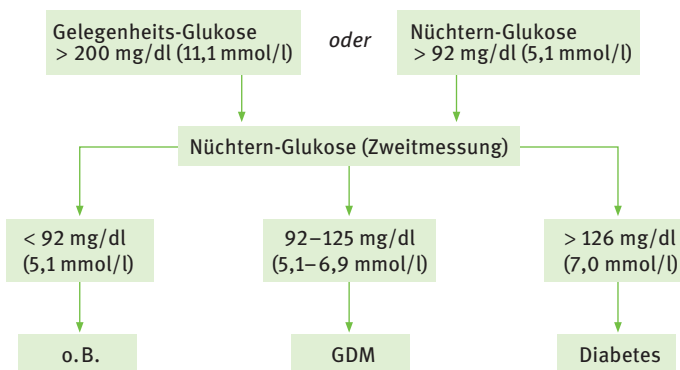 Gelegenheits-Glukose
> 200 mg/dl (11,1 mmol/l)
oder
Nüchtern-Glukose
> 92 mg/dl (5,1 mmol/l)
Nüchtern-Glukose (Zweitmessung)
< 92 mg/dl
(5,1 mmol/l)
92–125 mg/dl
(5,1–6,9 mmol/l)
> 126 mg/dl
(7,0 mmol/l)
o.B.
GDM
Diabetes